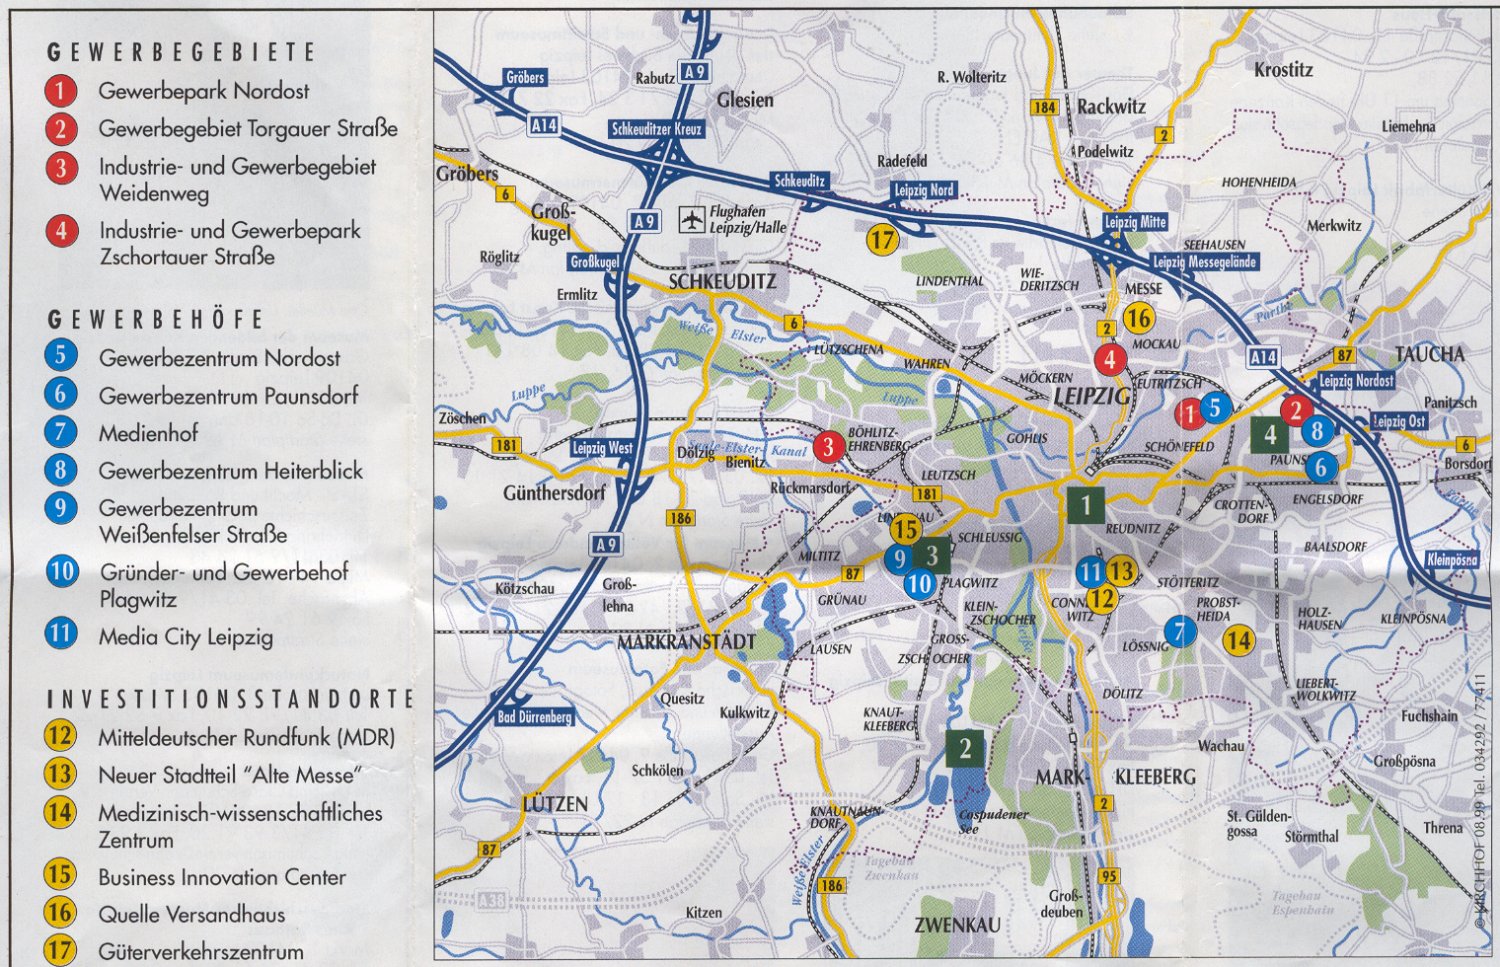 GEWERBEGEBIETE
1 Gewerbepark Nordost
2 Gewerbegebiet Torgauer Straße
3 Industrie- und Gewerbegebiet
Weidenweg
4 Industrie- und Gewerbepark
Zschortauer Straße
GEWERBEHÖFE
5 Gewerbezentrum Nordost
6 Gewerbezentrum Paunsdorf
7 Medienhof
8 Gewerbezentrum Heiterblick
9 Gewerbezentrum
Weißenfelser Straße
10 Gründer- und Gewerbehof
Plagwitz
11 Media City Leipzig
INVESTITIONSSTANDORTE
12 Mitteldeutscher Rundfunk (MDR)
13 Neuer Stadtteil "Alte Messe"
14 Medizinisch-wissenschaftliches
Zentrum
15 Business Innovation Center
16 Quelle Versandhaus
17 Güterverkehrszentrum
Gröbers
A14
Rabutz
A9
Glesien
Schkeuditzer Kreuz
R. Wolteritz
184
Rackwitz
2
Podelwitz
Krostitz
Liemehna
Gröbers
6
Groß-
kugel
A9
Flughafen
Leipzig/Halle
Schkeuditz
Radefeld
Leipzig Nord
17
Leipzig Mitte
HOHENHEIDA
Merkwitz
SEEHAUSEN
Leipzig Messegelände
Röglitz
Großkugel
Ermlitz
SCHKEUDITZ
LINDENTHAL
WIE-
DERITZSCH
MESSE
16
2
MOCKAU
4
Parthe
A14
87
TAUCHA
Weiße Elster
6
LÜTZSCHENA
WAHREN
MÖCKERN
LEIPZIG
EUTRITZSCH
Leipzig Nordost
Luppe
Luppe
1
5
2
8
4
Leipzig Ost
Panitzsch
6
Borsdorf
Zöschen
181
Leipzig West
Dölzig
Saale-Elster-Kanal
Bienitz
3
BÖHLITZ-
EHRENBERG
GOHLIS
SCHÖNEFELD
PAUNS
6
Günthersdorf
Rückmarsdorf
LEUTZSCH
181
186
1
ENGELSDORF
CROTTEN-
DORF
REUDNITZ
A9
15
9
3
10
SCHLEUSSIG
MILTITZ
87
PLAGWITZ
GRÜNAU
BAALSDORF
Kleinpösna
11
13
12
STÖTTERITZ
Kötzschau
Groß-
lehna
KLEIN-
ZSCHOCHER
CONNE
WITZ
PROBST-
HEIDA
HOLZ-
HAUSEN
KLEINPÖSNA
MARKRANSTÄDT
LAUSEN
GROSS-
ZSCHOCHER
7
14
LÖSSNIG
Quesitz
Kulkwitz
KNAUT-
KLEEBERG
DÖLITZ
LIEBERT-
WOLKWITZ
Fuchshain
Bad Dürrenberg
2
Wachau
Großpösna
Schkölen
MARK-
KLEEBERG
LÜTZEN
KNAUTNAUN-
DORF
Cospudener
See
2
St. Gülden-
gossa
Störmthal
Threna
87
Weiße Elster
Tagebau
Zwenkau
186
95
A38
Kitzen
Groß-
deuben
Tagebau
Espenhain
ZWENKAU
© KIRCHHOF 08.99 Tel. 034292 / 77411